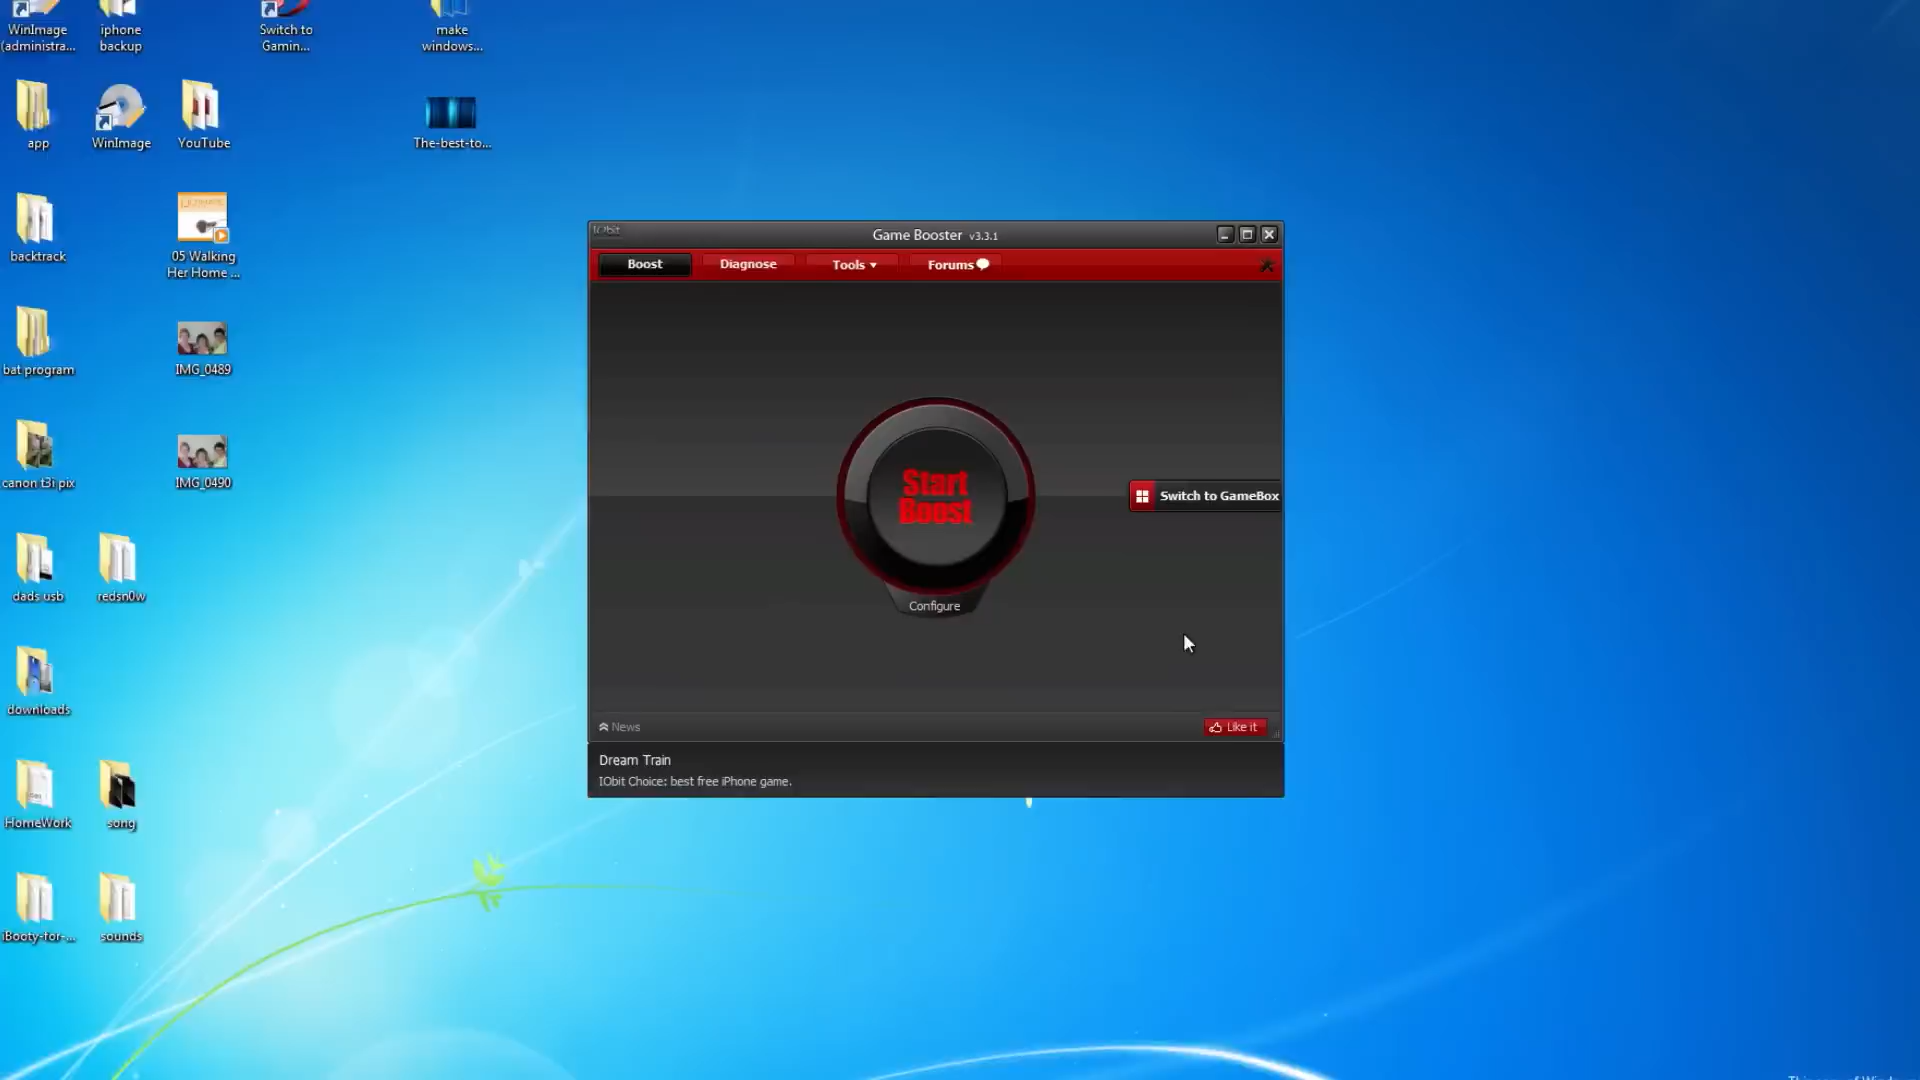 WinImage
(administra...
iphone
backup
Switch to
Gamin...
make
windows...
app
WinImage
YouTube
The-best-to...
backtrack
05 Walking
Her Home ...
bat program
IMG_0489
canon t3i pix
IMG_0490
dads usb
redsn0w
downloads
HomeWork
song
iBooty-for-...
sounds
IObit
Game Booster v3.3.1
Boost
Diagnose
Tools
Forums
Start
Boost
Configure
Switch to GameBox
News
Like it
Dream Train
IObit Choice: best free iPhone game.